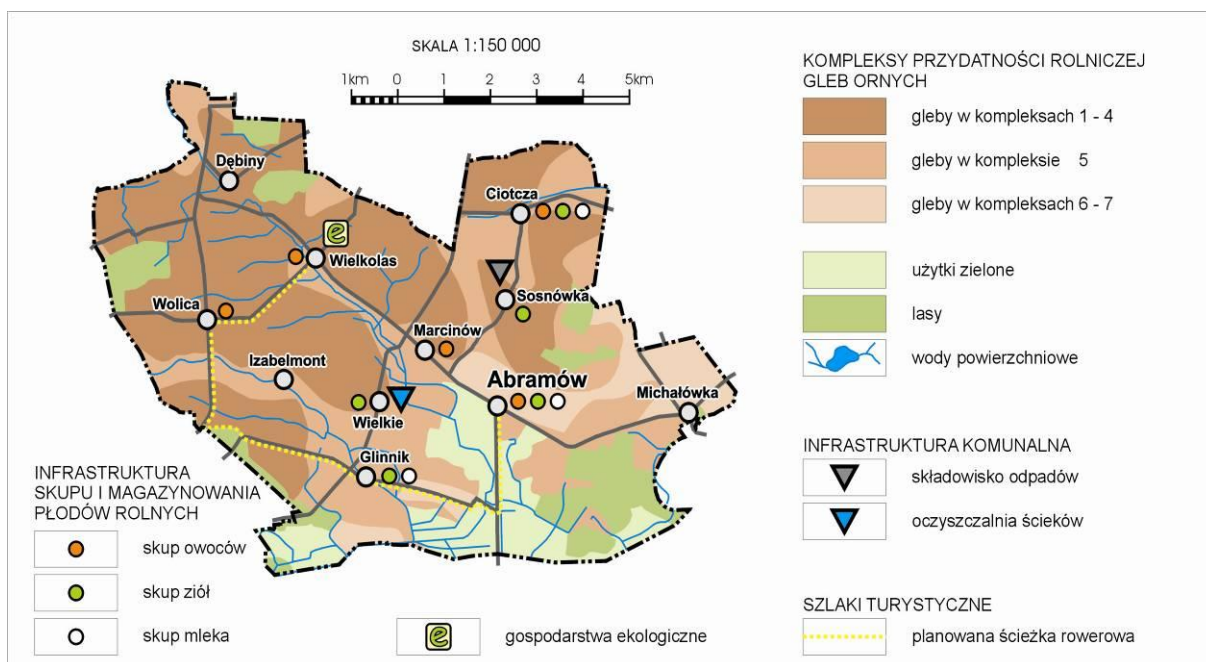 SKALA 1:150 000
1km 0 1 2 3 4 5km
Dębiny
Ciotcza
Wielkolas
Wolica
Sosnówka
Marcinów
Izabelmont
Abramów
Michałówka
Wielkie
Glinnik
INFRASTRUKTURA
SKUPU I MAGAZYNOWANIA
PŁODÓW ROLNYCH
skup owoców
skup ziół
skup mleka
e gospodarstwa ekologiczne
KOMPLEKSY PRZYDATNOŚCI ROLNICZEJ
GLEB ORNYCH
gleby w kompleksach 1 - 4
gleby w kompleksie 5
gleby w kompleksach 6 - 7
użytki zielone
lasy
wody powierzchniowe
INFRASTRUKTURA KOMUNALNA
składowisko odpadów
oczyszczalnia ścieków
SZLAKI TURYSTYCZNE
planowana ścieżka rowerowa